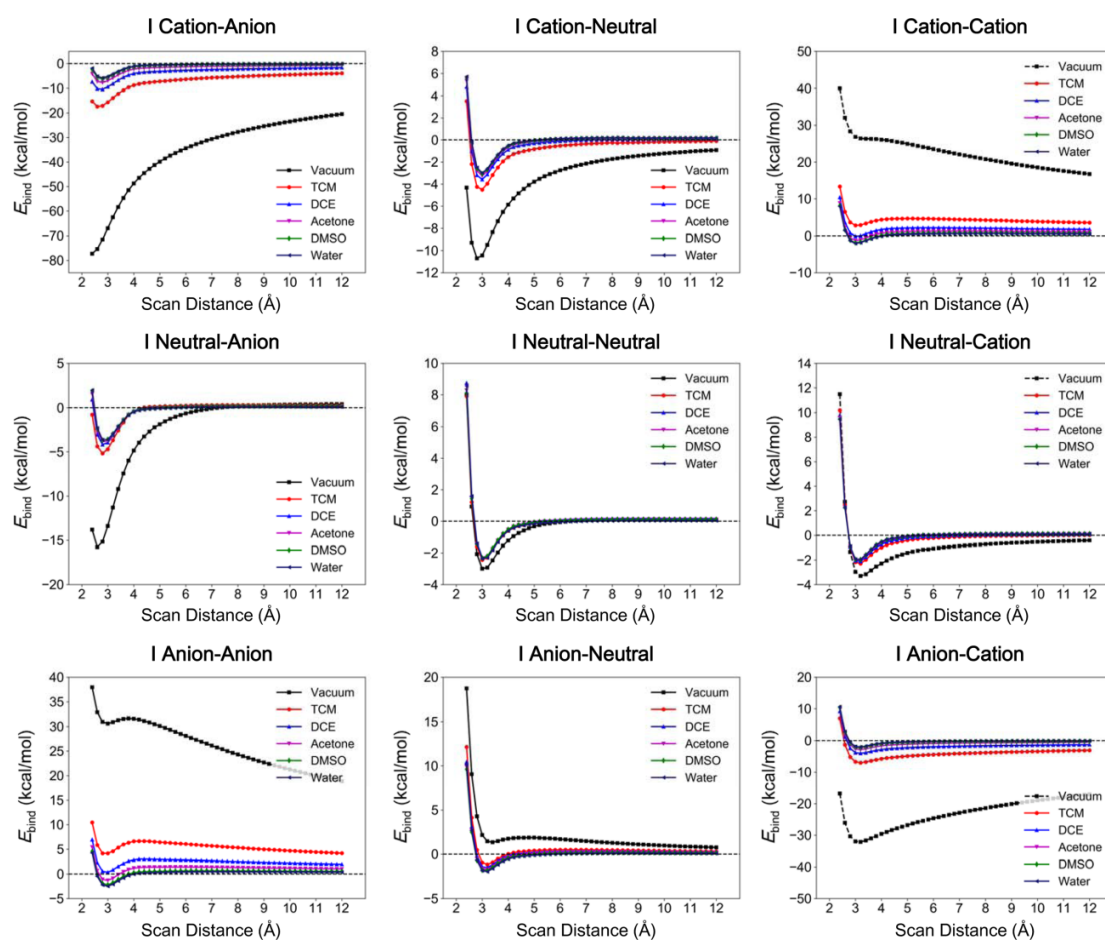 I Cation-Anion
E_bind (kcal/mol)
0
−10
−20
−30
−40
−50
−60
−70
−80
Vacuum
TCM
DCE
Acetone
DMSO
Water
2 3 4 5 6 7 8 9 10 11 12
Scan Distance (Å)
I Cation-Neutral
E_bind (kcal/mol)
8
6
4
2
0
−2
−4
−6
−8
−10
−12
Vacuum
TCM
DCE
Acetone
DMSO
Water
2 3 4 5 6 7 8 9 10 11 12
Scan Distance (Å)
I Cation-Cation
E_bind (kcal/mol)
50
40
30
20
10
0
−10
Vacuum
TCM
DCE
Acetone
DMSO
Water
2 3 4 5 6 7 8 9 10 11 12
Scan Distance (Å)
I Neutral-Anion
E_bind (kcal/mol)
5
0
−5
−10
−15
−20
Vacuum
TCM
DCE
Acetone
DMSO
Water
2 3 4 5 6 7 8 9 10 11 12
Scan Distance (Å)
I Neutral-Neutral
E_bind (kcal/mol)
10
8
6
4
2
0
−2
−4
Vacuum
TCM
DCE
Acetone
DMSO
Water
2 3 4 5 6 7 8 9 10 11 12
Scan Distance (Å)
I Neutral-Cation
E_bind (kcal/mol)
14
12
10
8
6
4
2
0
−2
−4
Vacuum
TCM
DCE
Acetone
DMSO
Water
2 3 4 5 6 7 8 9 10 11 12
Scan Distance (Å)
I Anion-Anion
E_bind (kcal/mol)
40
35
30
25
20
15
10
5
0
−5
Vacuum
TCM
DCE
Acetone
DMSO
Water
2 3 4 5 6 7 8 9 10 11 12
Scan Distance (Å)
I Anion-Neutral
E_bind (kcal/mol)
20
15
10
5
0
−5
Vacuum
TCM
DCE
Acetone
DMSO
Water
2 3 4 5 6 7 8 9 10 11 12
Scan Distance (Å)
I Anion-Cation
E_bind (kcal/mol)
20
10
0
−10
−20
−30
−40
−50
Vacuum
TCM
DCE
Acetone
DMSO
Water
2 3 4 5 6 7 8 9 10 11 12
Scan Distance (Å)